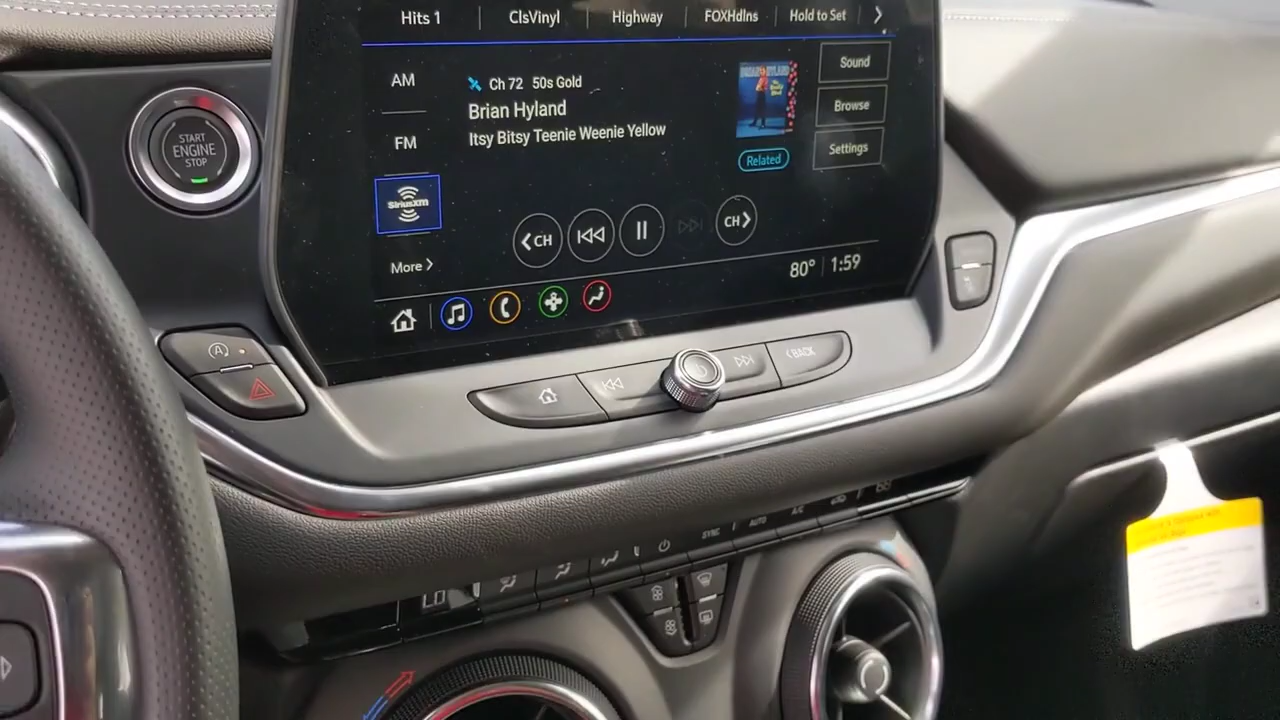 Hits 1
ClsVinyl
Highway
FOXHdlns
Hold to Set
AM
Ch 72 50s Gold
Sound
Brian Hyland
Browse
FM
Itsy Bitsy Teenie Weenie Yellow
Settings
Related
START
ENGINE
STOP
SiriusXM
CH
CH
More
80° 1:59
A
BACK
SYNC
AUTO
A/C
LO